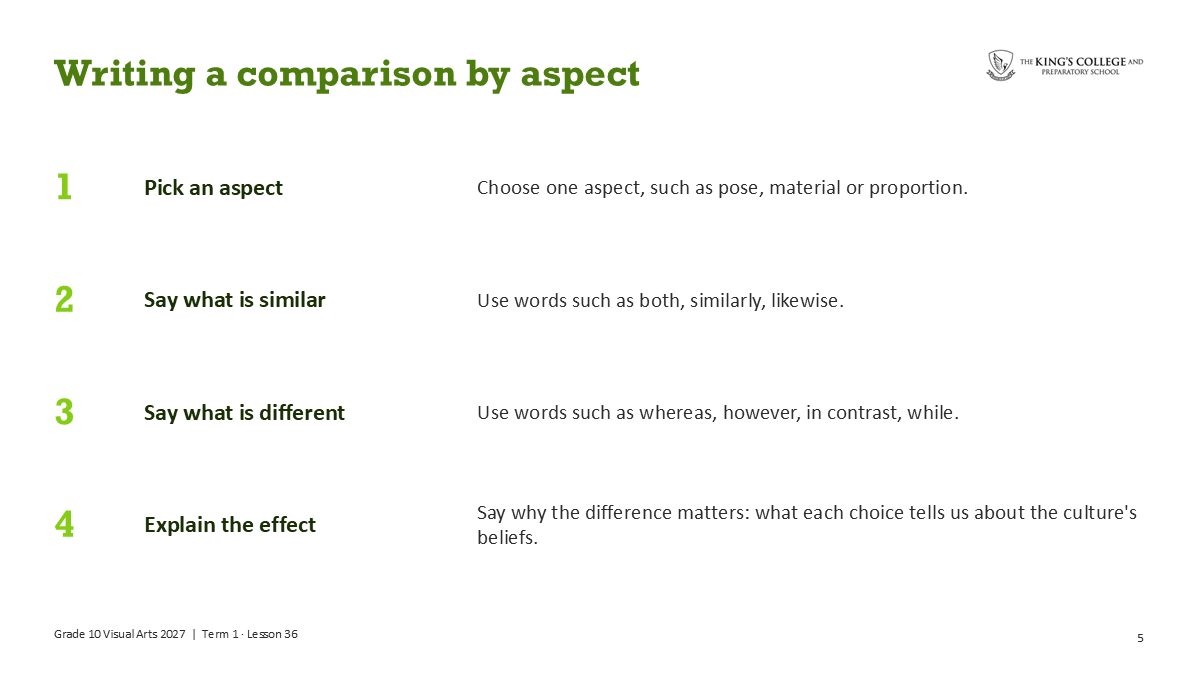 Writing a comparison by aspect
THE KING'S COLLEGE AND
PREPARATORY SCHOOL
1
Pick an aspect
Choose one aspect, such as pose, material or proportion.
2
Say what is similar
Use words such as both, similarly, likewise.
3
Say what is different
Use words such as whereas, however, in contrast, while.
4
Explain the effect
Say why the difference matters: what each choice tells us about the culture's
beliefs.
Grade 10 Visual Arts 2027 | Term 1 · Lesson 36
5